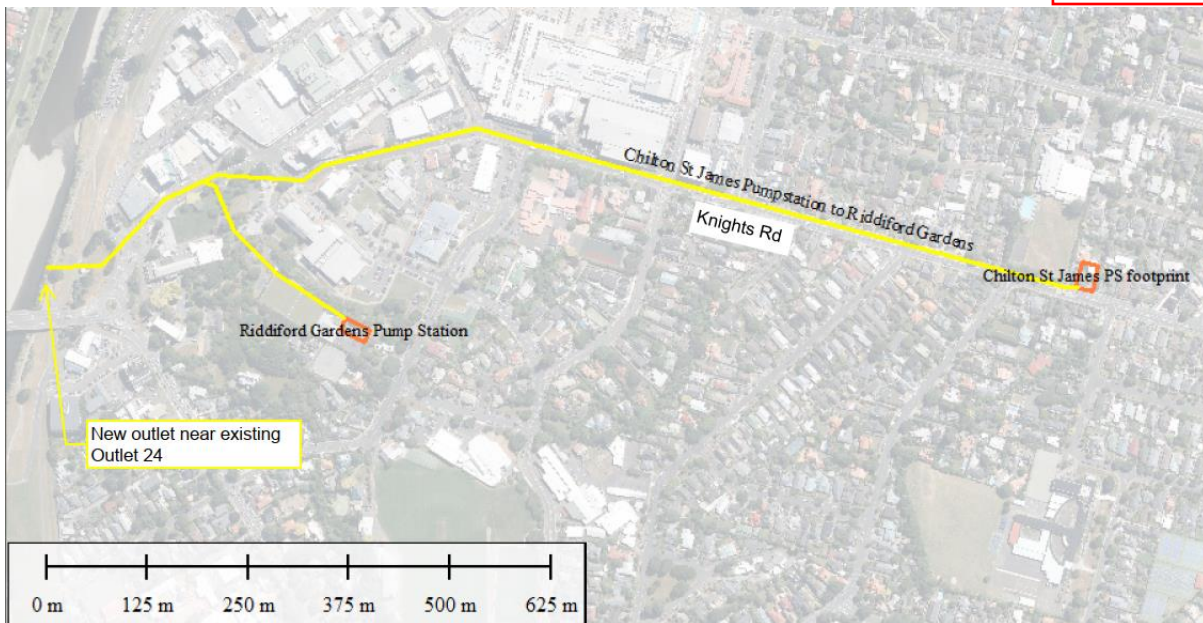 Chilton St James Pumpstation to Riddiford Gardens
Knights Rd
Chilton St James PS footprint
Riddiford Gardens Pump Station
New outlet near existing
Outlet 24
0 m 125 m 250 m 375 m 500 m 625 m